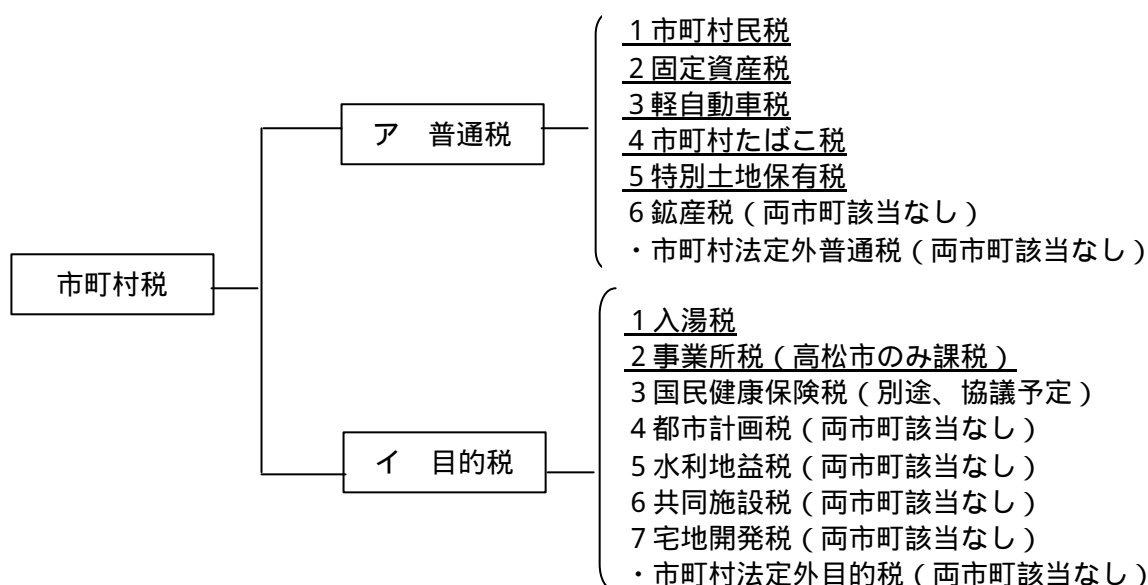 市町村税
ア 普通税
1 市町村民税
2 固定資産税
3 軽自動車税
4 市町村たばこ税
5 特別土地保有税
6 鉱産税（両市町該当なし）
・市町村法定外普通税（両市町該当なし）
イ 目的税
1 入湯税
2 事業所税（高松市のみ課税）
3 国民健康保険税（別途、協議予定）
4 都市計画税（両市町該当なし）
5 水利地益税（両市町該当なし）
6 共同施設税（両市町該当なし）
7 宅地開発税（両市町該当なし）
・市町村法定外目的税（両市町該当なし）